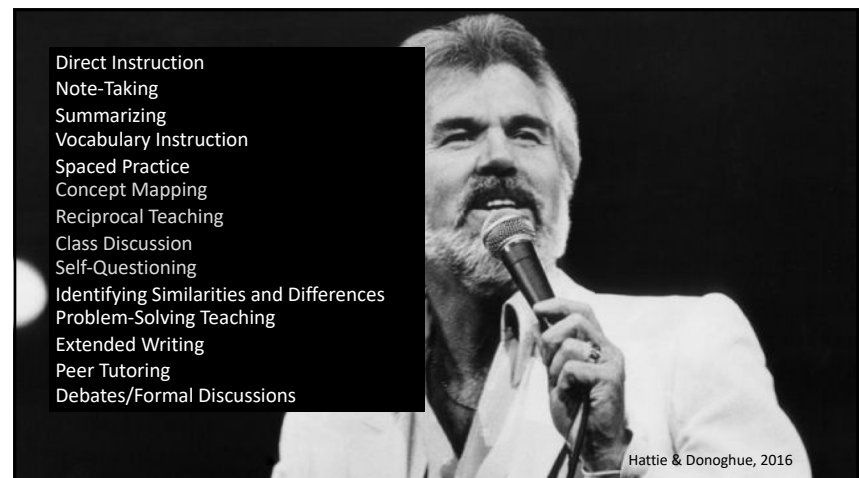 Direct Instruction
Note-Taking
Summarizing
Vocabulary Instruction
Spaced Practice
Concept Mapping
Reciprocal Teaching
Class Discussion
Self-Questioning
Identifying Similarities and Differences
Problem-Solving Teaching
Extended Writing
Peer Tutoring
Debates/Formal Discussions
Hattie & Donoghue, 2016